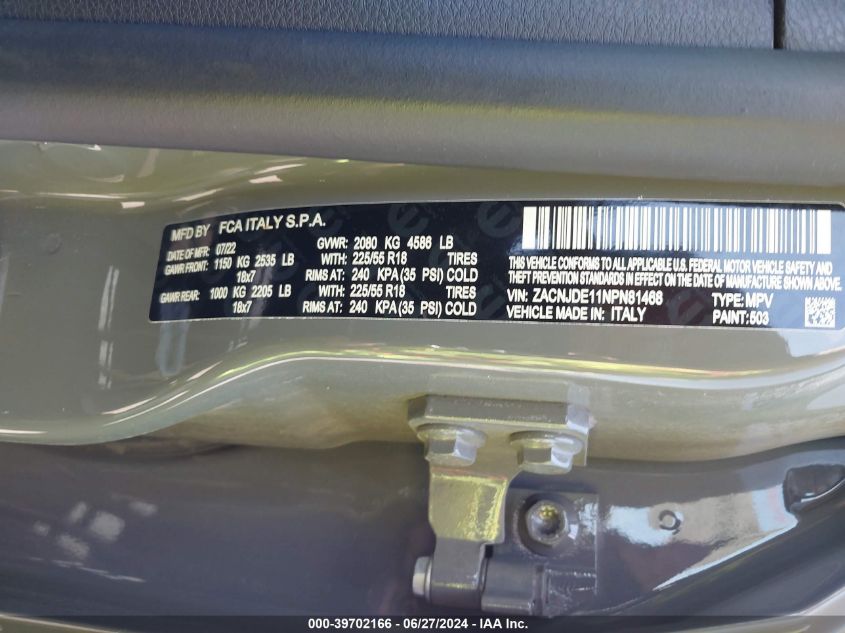 MFD BY FCA ITALY S.P.A.
DATE OF MFR: 07/22 GVWR: 2080 KG 4586 LB
GAWR FRONT: 1150 KG 2535 LB WITH: 225/55 R18 TIRES
18x7 RIMS AT: 240 KPA (35 PSI) COLD
GAWR REAR: 1000 KG 2205 LB WITH: 225/55 R18 TIRES
18x7 RIMS AT: 240 KPA (35 PSI) COLD
THIS VEHICLE CONFORMS TO ALL APPLICABLE U.S. FEDERAL MOTOR VEHICLE SAFETY AND
THEFT PREVENTION STANDARDS IN EFFECT ON THE DATE OF MANUFACTURE SHOWN ABOVE.
VIN: ZACNJDE11NPN81468 TYPE: MPV
VEHICLE MADE IN: ITALY PAINT: 503
000-39702166 - 06/27/2024 - IAA Inc.